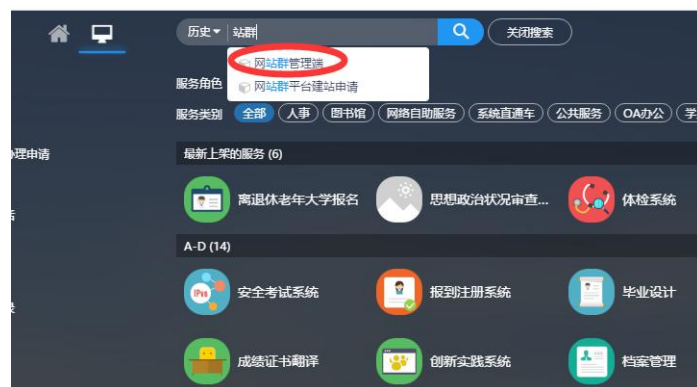 历史 站群 关闭搜索
网站群管理端
网站群平台建站申请
服务角色
服务类别 全部 人事 图书馆 网络自助服务 系统直通车 公共服务 OA办公 学
理申请
最新上架的服务 (6)
离退休老年大学报名 思想政治状况审查... 体检系统
A-D (14)
IPv6 安全考试系统 报到注册系统 毕业设计
成绩证书翻译 创新实践系统 档案管理